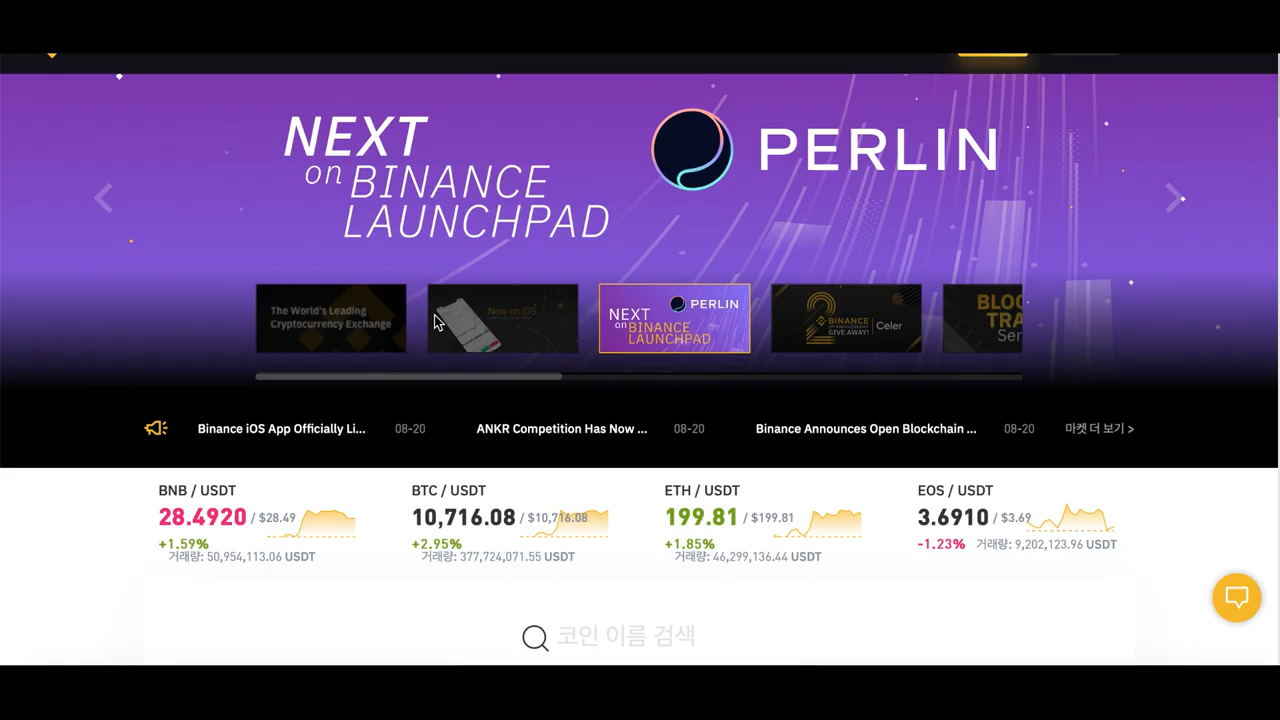 NEXT
on BINANCE
LAUNCHPAD
PERLIN
The World's Leading
Cryptocurrency Exchange
Now on iOS
NEXT
on BINANCE
LAUNCHPAD
PERLIN
2
BINANCE
GIVE AWAY!
Celer
BLOC
TRA
Ser
Binance iOS App Officially Li... 08-20
ANKR Competition Has Now ... 08-20
Binance Announces Open Blockchain ... 08-20
마켓 더 보기 >
BNB / USDT
28.4920 / $28.49
+1.59%
거래량: 50,954,113.06 USDT
BTC / USDT
10,716.08 / $10,716.08
+2.95%
거래량: 377,724,071.55 USDT
ETH / USDT
199.81 / $199.81
+1.85%
거래량: 46,299,136.44 USDT
EOS / USDT
3.6910 / $3.69
-1.23% 거래량: 9,202,123.96 USDT
코인 이름 검색